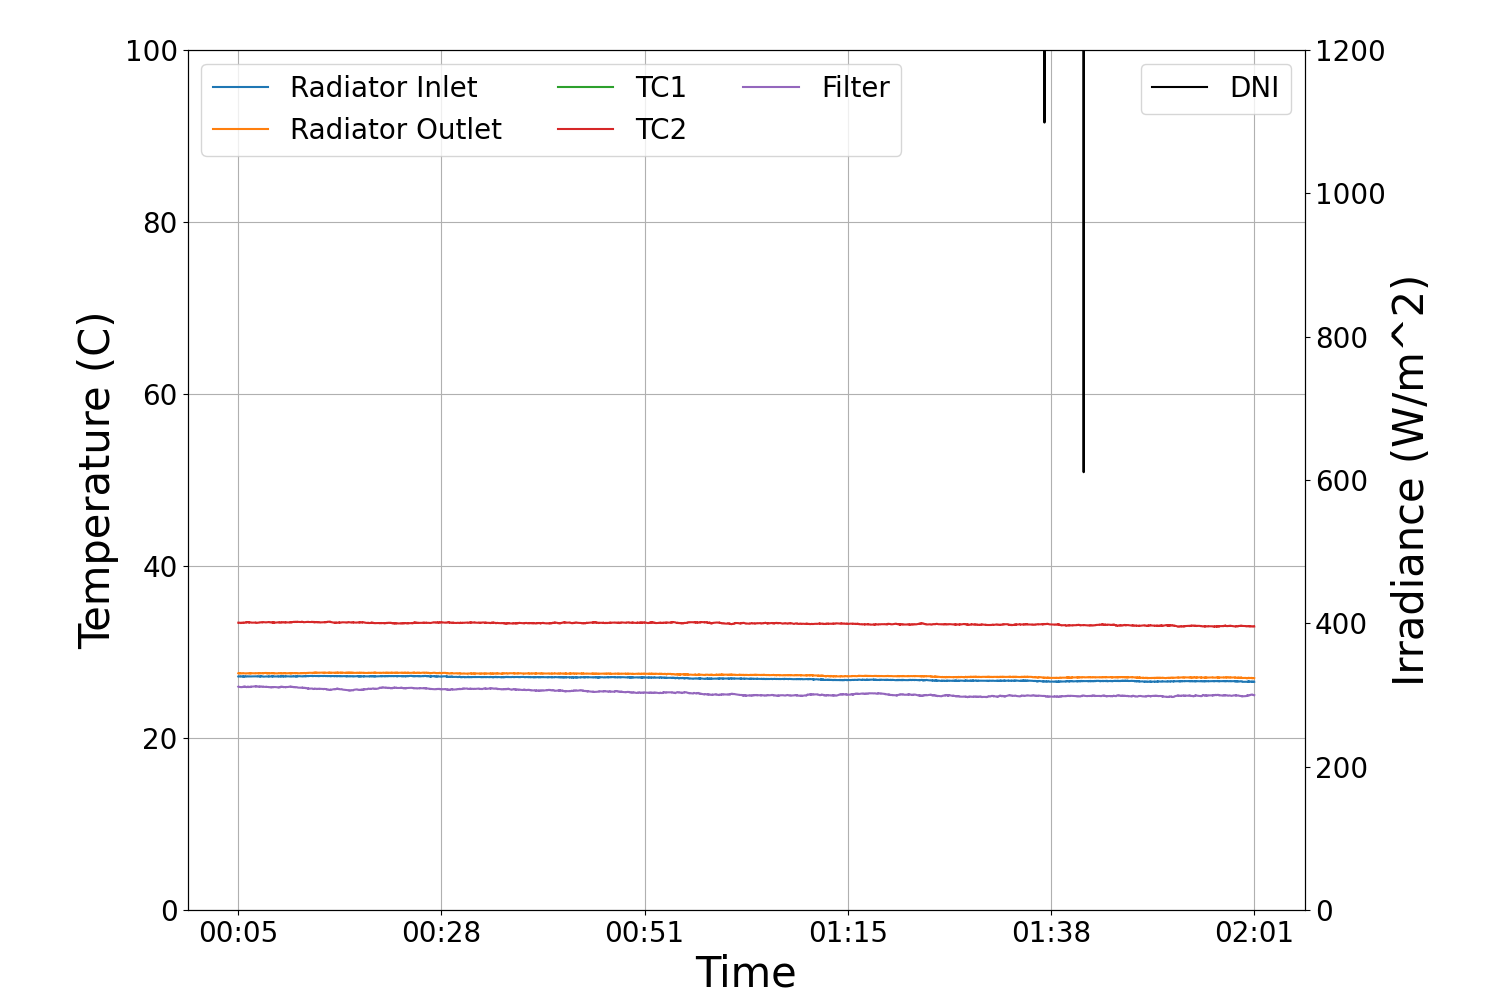 100
80
60
40
20
0
Temperature (C)
Radiator Inlet
Radiator Outlet
TC1
TC2
Filter
DNI
1200
1000
800
600
400
200
0
Irradiance (W/m^2)
00:05 00:28 00:51 01:15 01:38 02:01
Time